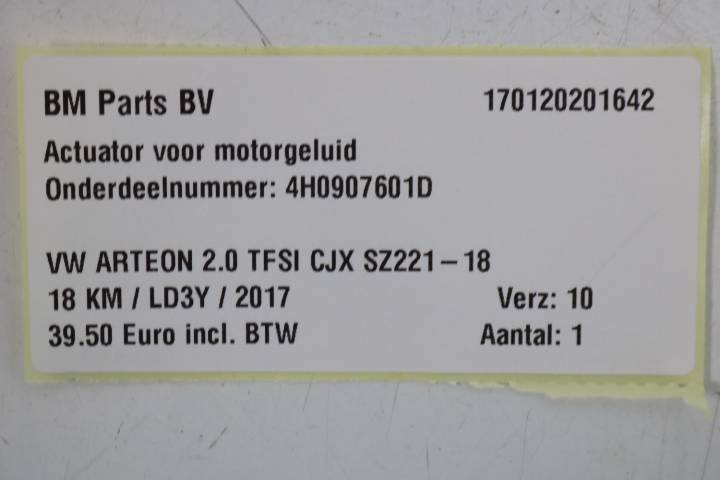 BM Parts BV 170120201642
Actuator voor motorgeluid
Onderdeelnummer: 4H0907601D
VW ARTEON 2.0 TFSI CJX SZ221-18
18 KM / LD3Y / 2017 Verz: 10
39.50 Euro incl. BTW Aantal: 1